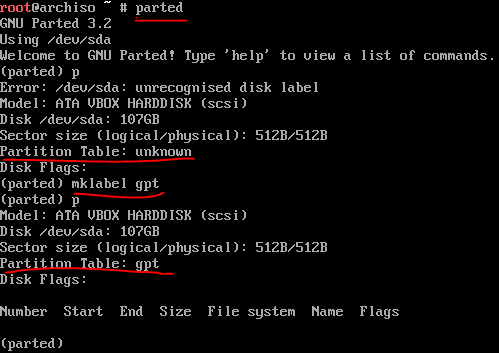 root@archiso ~ # parted
GNU Parted 3.2
Using /dev/sda
Welcome to GNU Parted! Type 'help' to view a list of commands.
(parted) p
Error: /dev/sda: unrecognised disk label
Model: ATA VBOX HARDDISK (scsi)
Disk /dev/sda: 107GB
Sector size (logical/physical): 512B/512B
Partition Table: unknown
Disk Flags:
(parted) mklabel gpt
(parted) p
Model: ATA VBOX HARDDISK (scsi)
Disk /dev/sda: 107GB
Sector size (logical/physical): 512B/512B
Partition Table: gpt
Disk Flags:
Number  Start  End  Size  File system  Name  Flags
(parted)